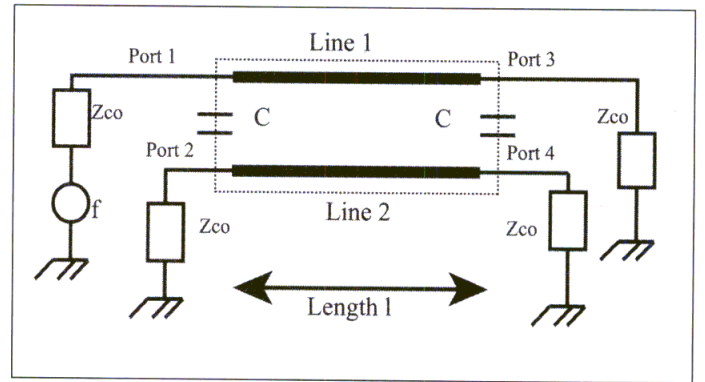 Line 1
Port 1
Port 3
Zco
C
C
Zco
Port 2
Port 4
f
Zco
Line 2
Zco
Length l